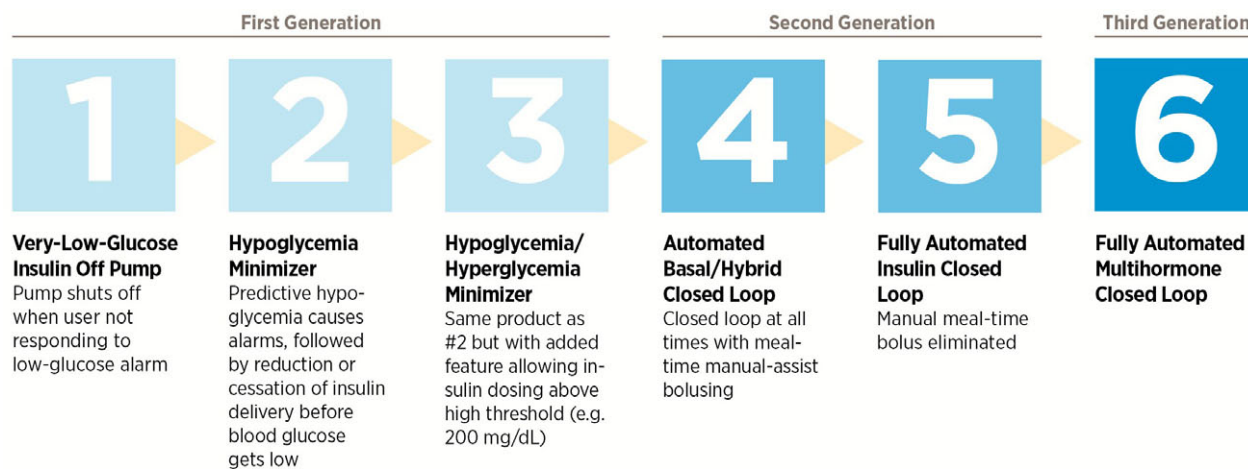 First Generation
Second Generation
Third Generation
1
2
3
4
5
6
Very-Low-Glucose
Insulin Off Pump
Pump shuts off
when user not
responding to
low-glucose alarm
Hypoglycemia
Minimizer
Predictive hypo-
glycemia causes
alarms, followed
by reduction or
cessation of insulin
delivery before
blood glucose
gets low
Hypoglycemia/
Hyperglycemia
Minimizer
Same product as
#2 but with added
feature allowing in-
sulin dosing above
high threshold (e.g.
200 mg/dL)
Automated
Basal/Hybrid
Closed Loop
Closed loop at all
times with meal-
time manual-assist
bolusing
Fully Automated
Insulin Closed
Loop
Manual meal-time
bolus eliminated
Fully Automated
Multihormone
Closed Loop